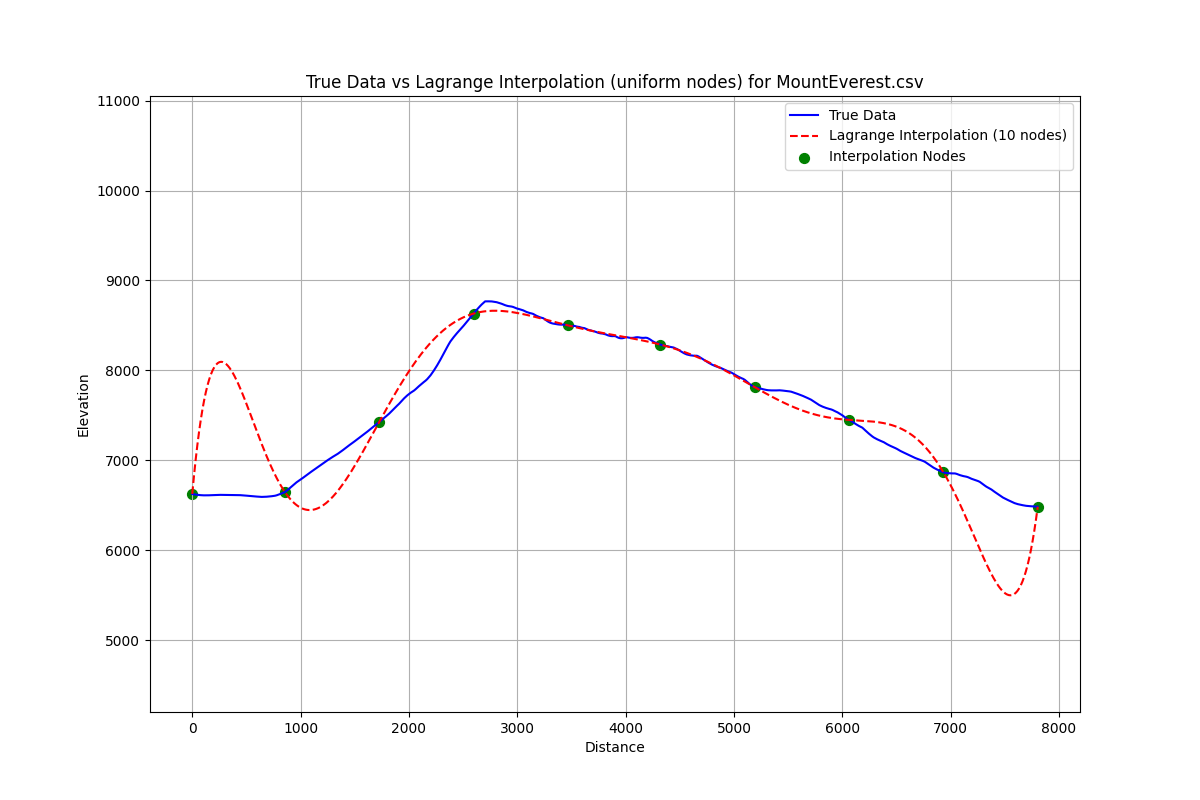 True Data vs Lagrange Interpolation (uniform nodes) for MountEverest.csv
True Data
Lagrange Interpolation (10 nodes)
Interpolation Nodes
11000
10000
9000
8000
7000
6000
5000
Elevation
0 1000 2000 3000 4000 5000 6000 7000 8000
Distance